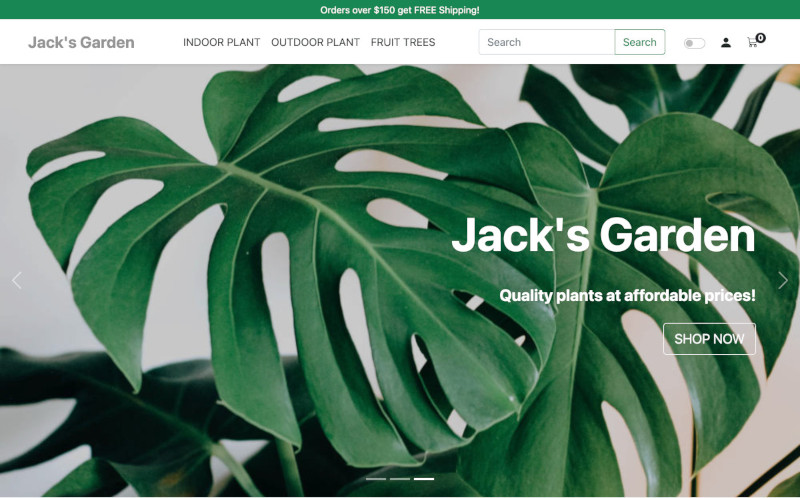 Orders over $150 get FREE Shipping!
Jack's Garden
INDOOR PLANT OUTDOOR PLANT FRUIT TREES
Search Search
0
Jack's Garden
Quality plants at affordable prices!
SHOP NOW